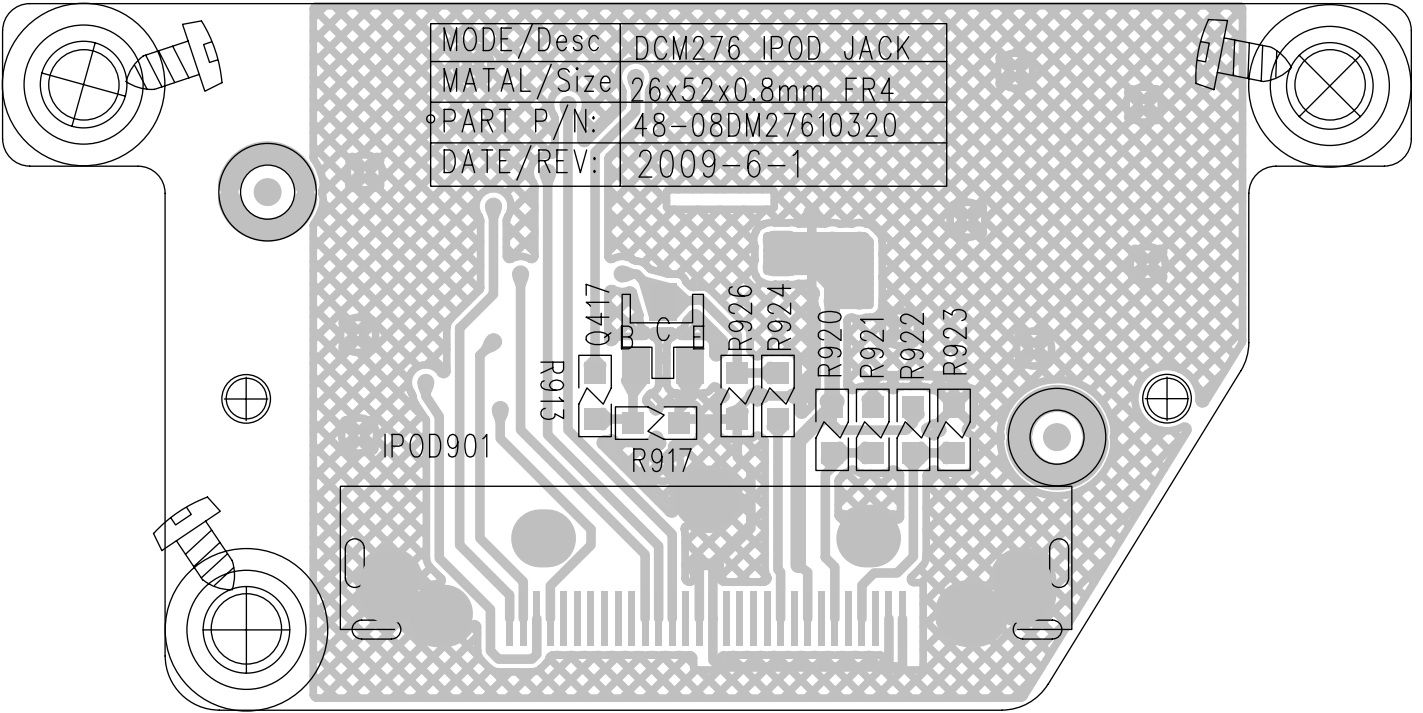 MODE/Desc DCM276 IPOD JACK
MATAL/Size 26x52x0.8mm FR4
PART P/N: 48-08DM27610320
DATE/REV: 2009-6-1
Q417
B C E
R926
R924
R920
R921
R922
R923
R913
IPOD901
R917